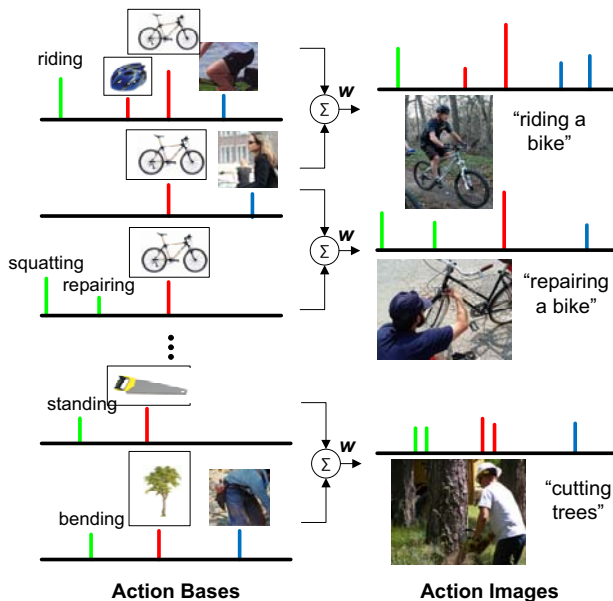 riding
Σ
w
"riding a
bike"
squatting
repairing
Σ
w
"repairing
a bike"
standing
Σ
w
bending
"cutting
trees"
Action Bases
Action Images